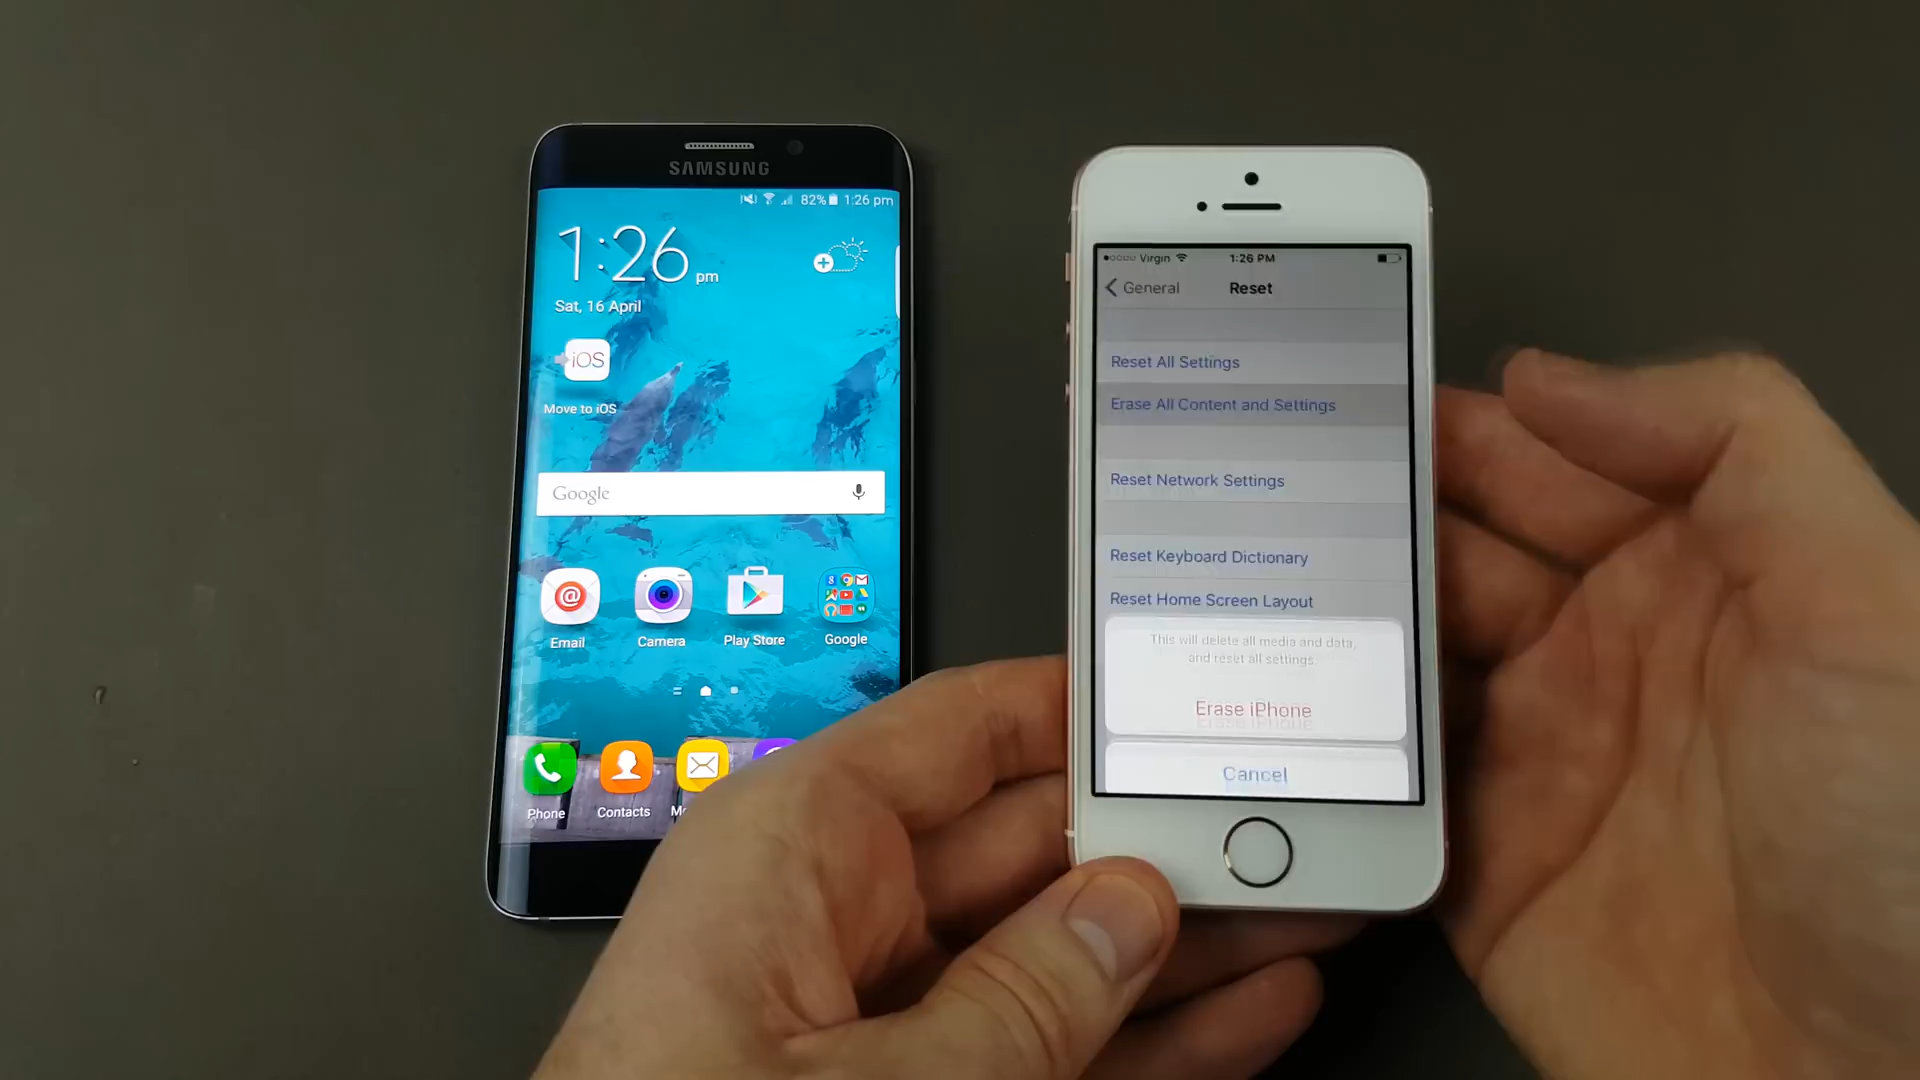 SAMSUNG
82% 1:26 pm
1:26 pm
Sat, 16 April
iOS
Move to iOS
Google
Email
Camera
Play Store
Google
Phone
Contacts
Virgin
1:26 PM
General
Reset
Reset All Settings
Erase All Content and Settings
Reset Network Settings
Reset Keyboard Dictionary
Reset Home Screen Layout
This will delete all media and data,
and reset all settings.
Erase iPhone
Cancel